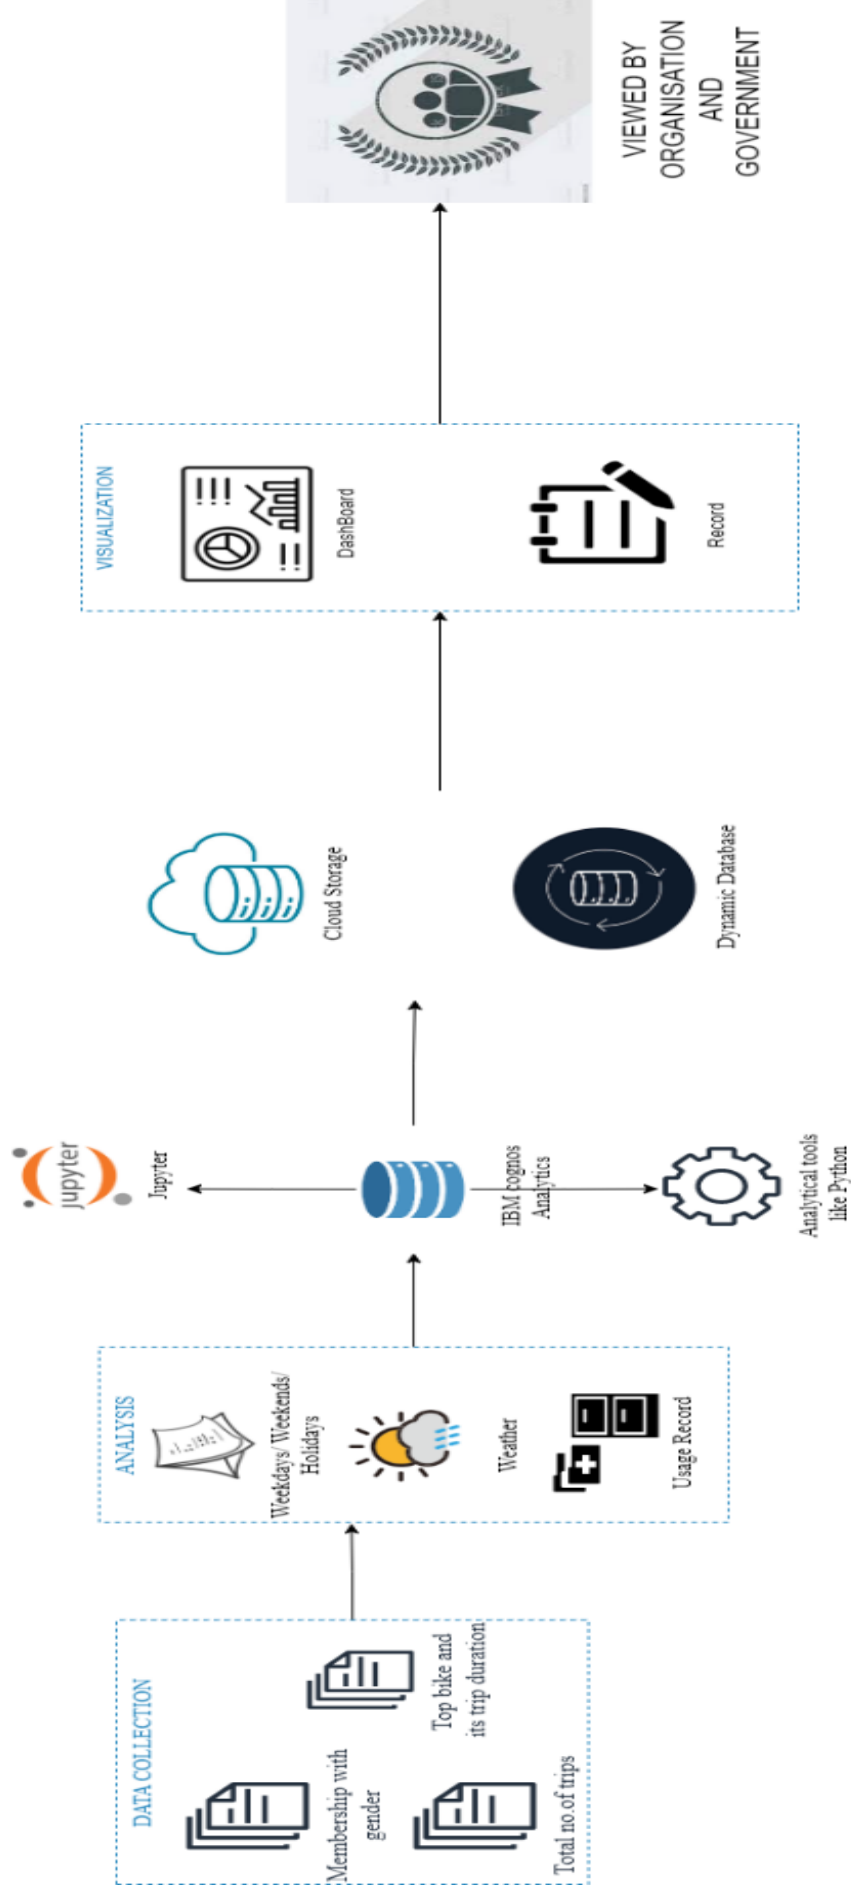 DATA COLLECTION
Membership with
gender
Total no.of trips
Top bike and
its trip duration
ANALYSIS
Weekdays/ Weekends/
Holidays
Weather
Usage Record
jupyter
Jupyter
IBM cognos
Analytics
Analytical tools
like Python
Cloud Storage
Dynamic Database
VISUALIZATION
DashBoard
Record
VIEWED BY
ORGANISATION
AND
GOVERNMENT